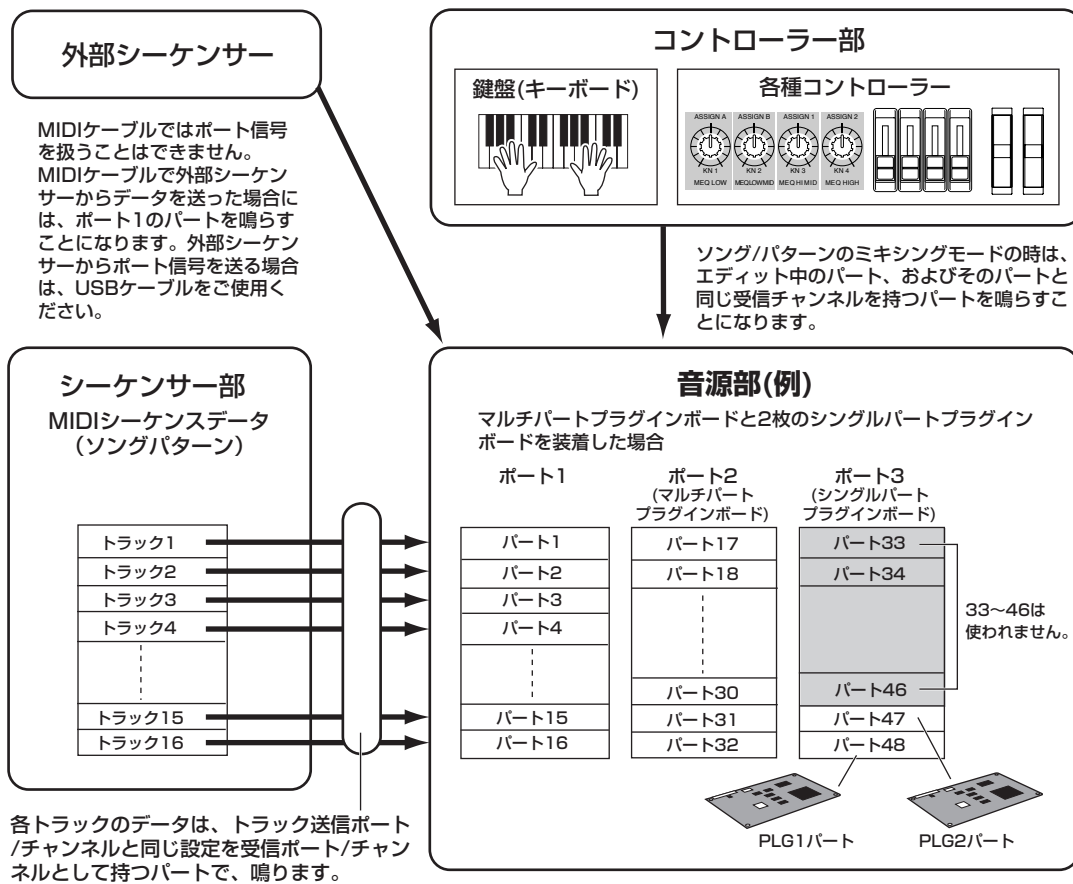 外部シーケンサー
MIDIケーブルではポート信号
を扱うことはできません。
MIDIケーブルで外部シーケン
サーからデータを送った場合に
は、ポート1のパートを鳴らす
ことになります。外部シーケン
サーからポート信号を送る場合
は、USBケーブルをご使用く
ださい。
コントローラー部
鍵盤(キーボード)
各種コントローラー
ASSIGN A ASSIGN B ASSIGN 1 ASSIGN 2
KN 1 KN 2 KN 3 KN 4
MEQ LOW MEQLOWMID MEQ HI MID MEQ HIGH
ソング/パターンのミキシングモードの時は、
エディット中のパート、およびそのパートと
同じ受信チャンネルを持つパートを鳴らすこ
とになります。
シーケンサー部
MIDIシーケンスデータ
(ソングパターン)
トラック1
トラック2
トラック3
トラック4
トラック15
トラック16
各トラックのデータは、トラック送信ポート
/チャンネルと同じ設定を受信ポート/チャン
ネルとして持つパートで、鳴ります。
音源部(例)
マルチパートプラグインボードと2枚のシングルパートプラグイン
ボードを装着した場合
ポート1
パート1
パート2
パート3
パート4
パート15
パート16
ポート2
(マルチパート
プラグインボード)
パート17
パート18
パート30
パート31
パート32
ポート3
(シングルパート
プラグインボード)
パート33
パート34
パート46
パート47
パート48
33〜46は
使われません。
PLG1パート
PLG2パート